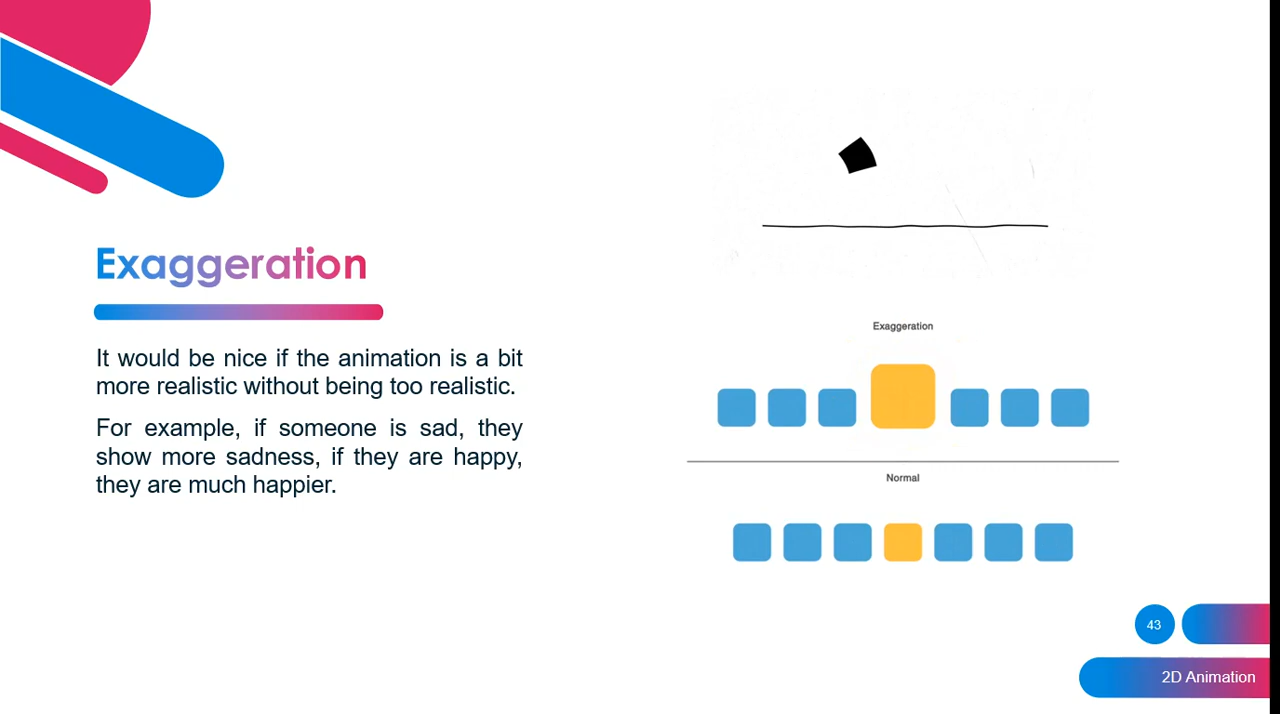 Exaggeration
It would be nice if the animation is a bit
more realistic without being too realistic.
For example, if someone is sad, they
show more sadness, if they are happy,
they are much happier.
Exaggeration
Normal
43
2D Animation